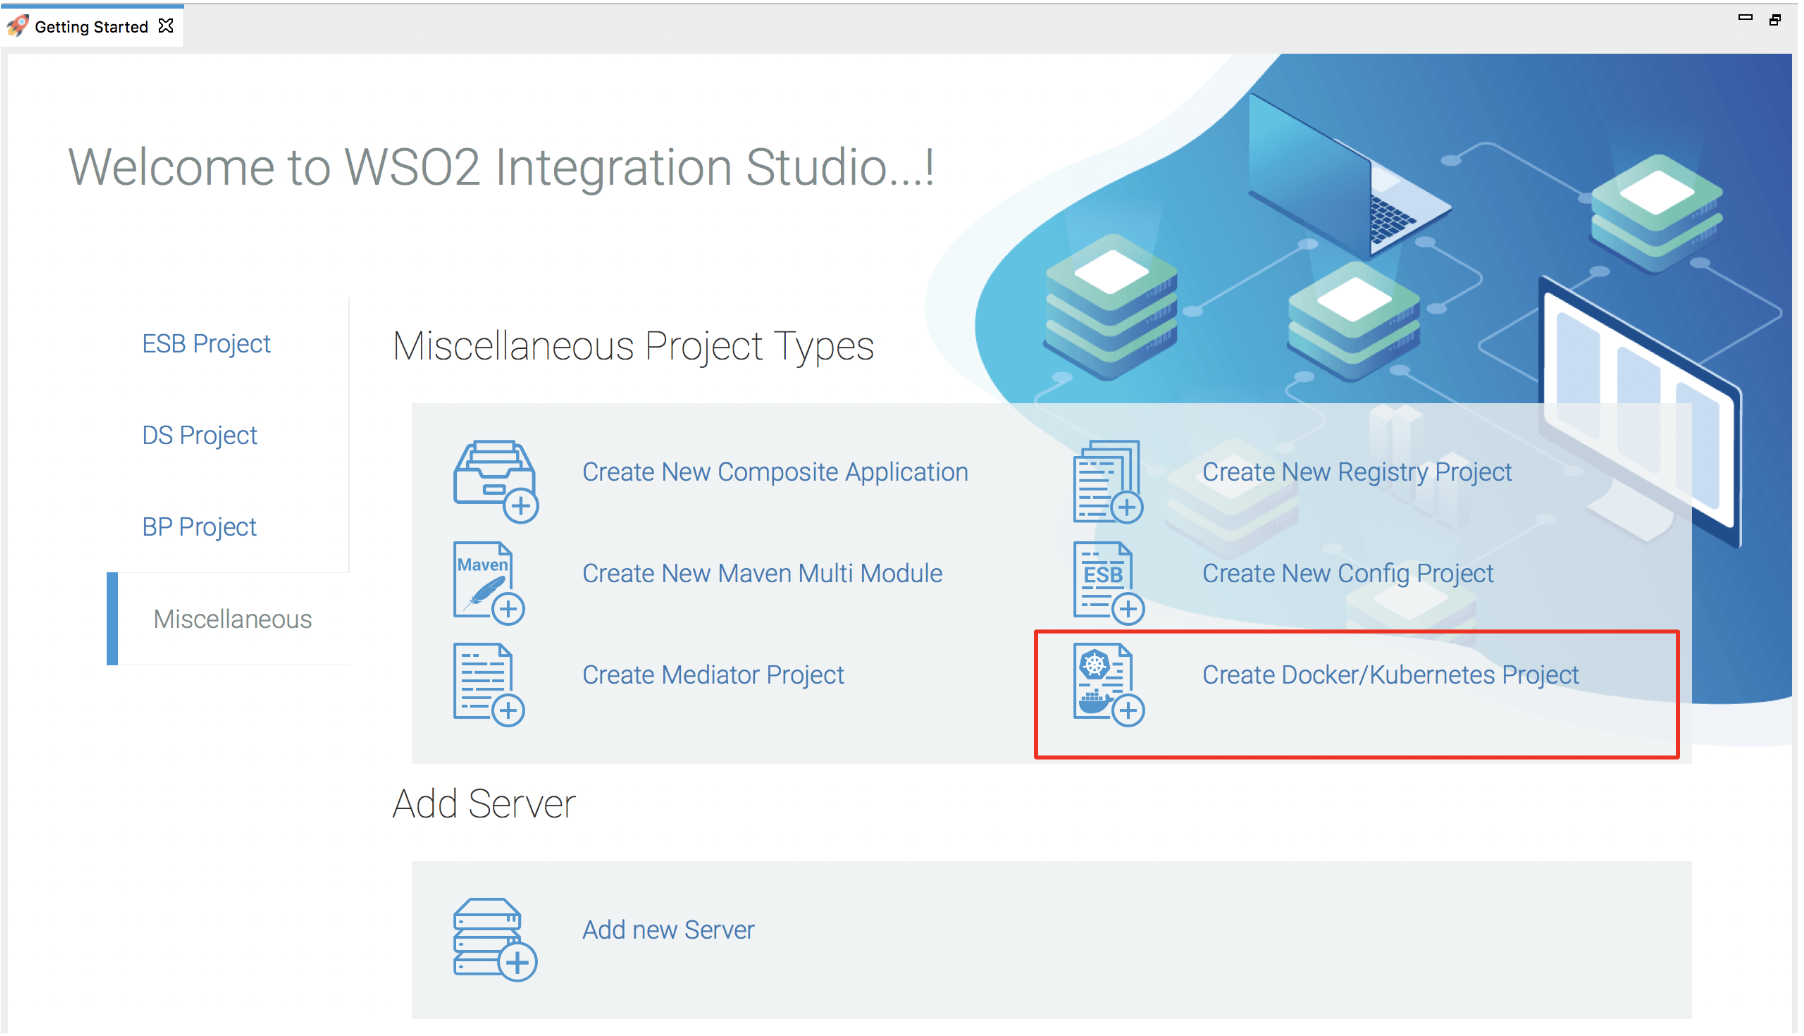 Getting Started
Welcome to WSO2 Integration Studio...!
ESB Project
DS Project
BP Project
Miscellaneous
Miscellaneous Project Types
Create New Composite Application
Create New Registry Project
Maven
Create New Maven Multi Module
ESB
Create New Config Project
Create Mediator Project
Create Docker/Kubernetes Project
Add Server
Add new Server